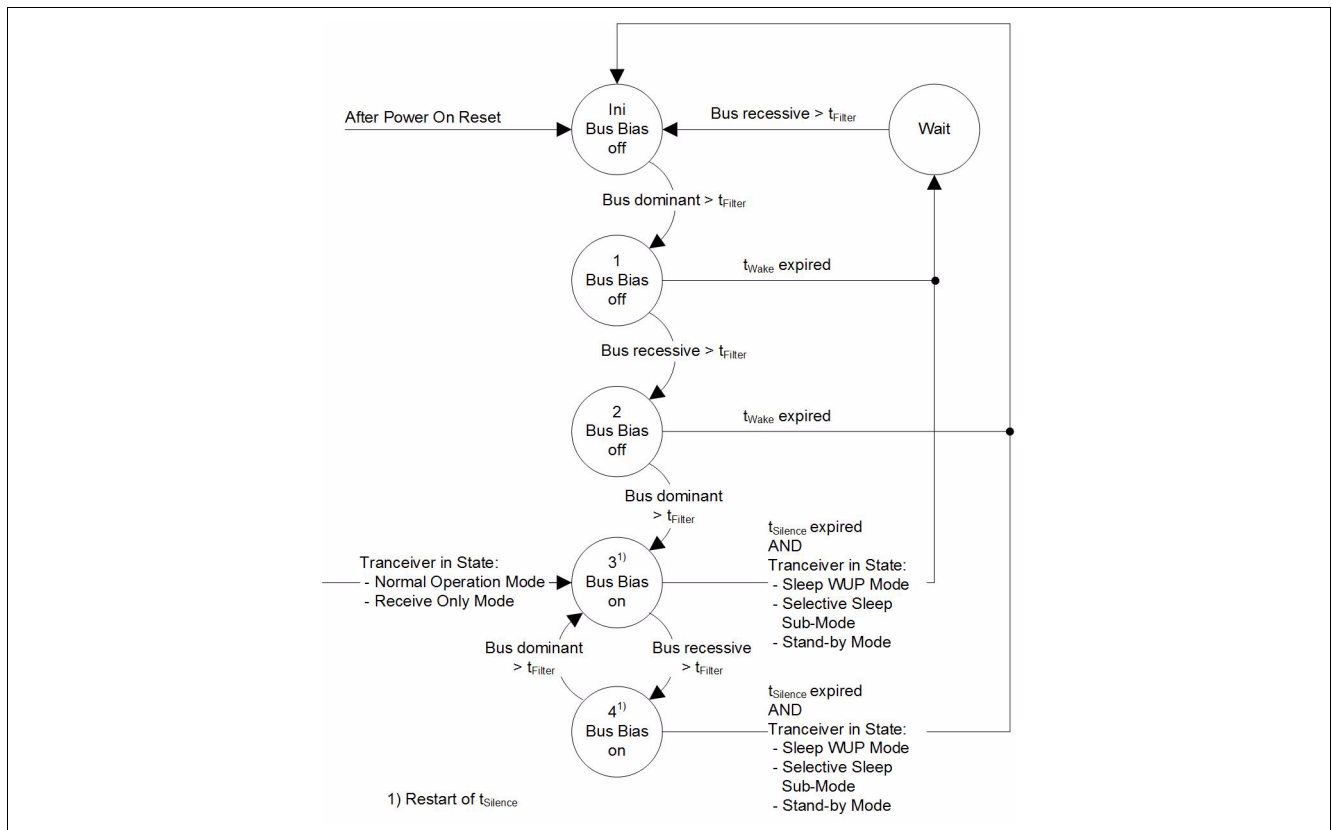 After Power On Reset
Ini
Bus Bias
off
Bus recessive > tFilter
Wait
Bus dominant > tFilter
1
Bus Bias
off
tWake expired
Bus recessive > tFilter
2
Bus Bias
off
tWake expired
Bus dominant
> tFilter
Tranceiver in State:
- Normal Operation Mode
- Receive Only Mode
3¹⁾
Bus Bias
on
tSilence expired
AND
Tranceiver in State:
- Sleep WUP Mode
- Selective Sleep
Sub-Mode
- Stand-by Mode
Bus dominant
> tFilter
Bus recessive
> tFilter
4¹⁾
Bus Bias
on
tSilence expired
AND
Tranceiver in State:
- Sleep WUP Mode
- Selective Sleep
Sub-Mode
- Stand-by Mode
1) Restart of tSilence